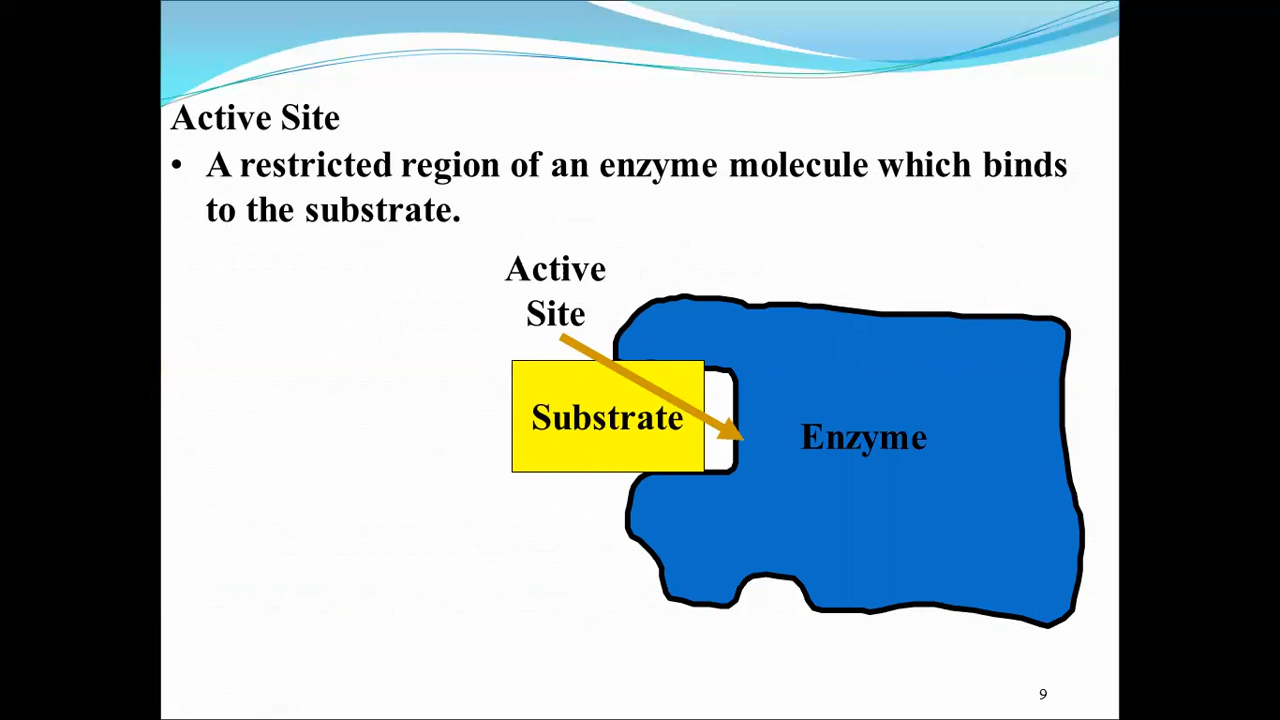 Active Site
• A restricted region of an enzyme molecule which binds
to the substrate.
Active
Site
Substrate
Enzyme
9